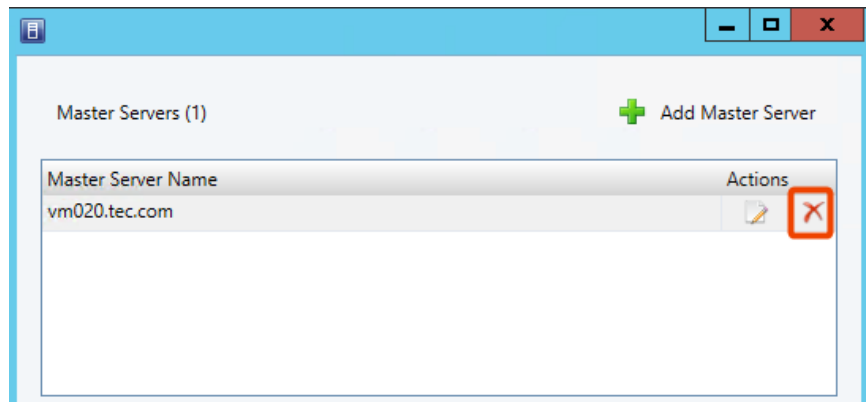 Master Servers (1)
Add Master Server
Master Server Name
Actions
vm020.tec.com